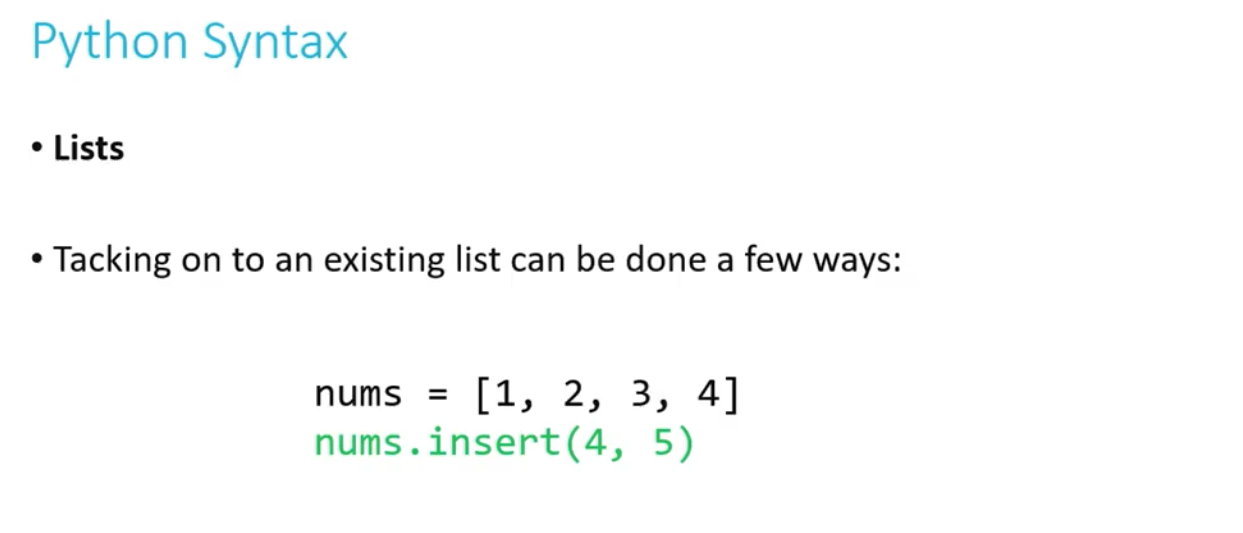 Python Syntax
• Lists
• Tacking on to an existing list can be done a few ways:
nums = [1, 2, 3, 4]
nums.insert(4, 5)